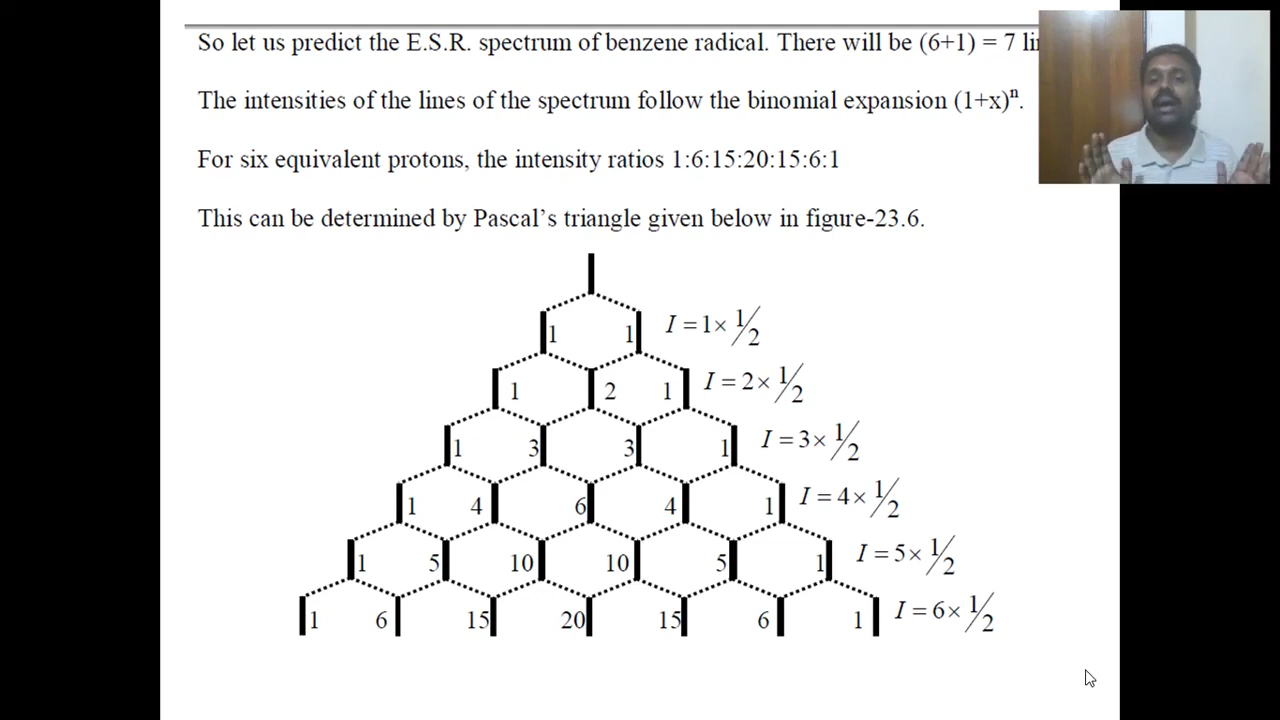 So let us predict the E.S.R. spectrum of benzene radical. There will be (6+1) = 7
The intensities of the lines of the spectrum follow the binomial expansion (1+x)ⁿ.
For six equivalent protons, the intensity ratios 1:6:15:20:15:6:1
This can be determined by Pascal’s triangle given below in figure-23.6.
1 1 I = 1× 1/2
1 2 1 I = 2× 1/2
1 3 3 1 I = 3× 1/2
1 4 6 4 1 I = 4× 1/2
1 5 10 10 5 1 I = 5× 1/2
1 6 15 20 15 6 1 I = 6× 1/2